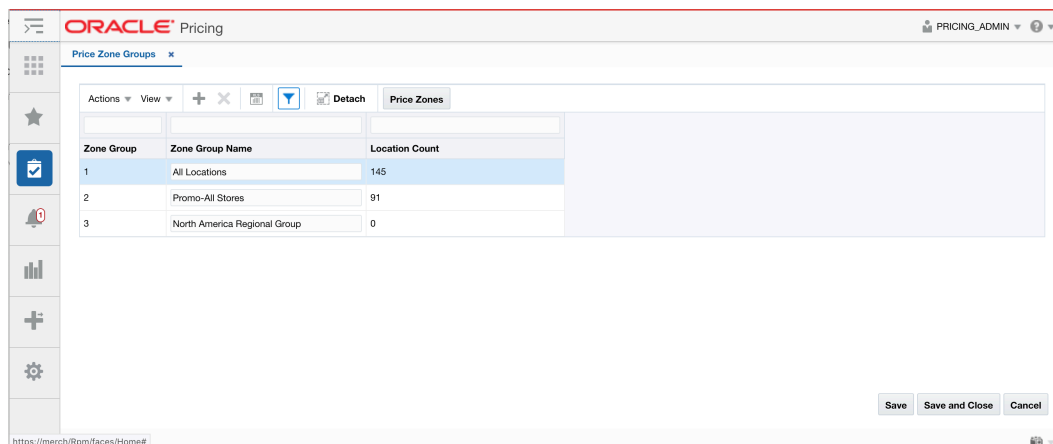 ORACLE® Pricing
PRICING_ADMIN
Price Zone Groups x
Actions View Detach Price Zones
Zone Group Zone Group Name Location Count
1 All Locations 145
2 Promo-All Stores 91
1
3 North America Regional Group 0
Save Save and Close Cancel
https://merch/Rpm/faces/Home#